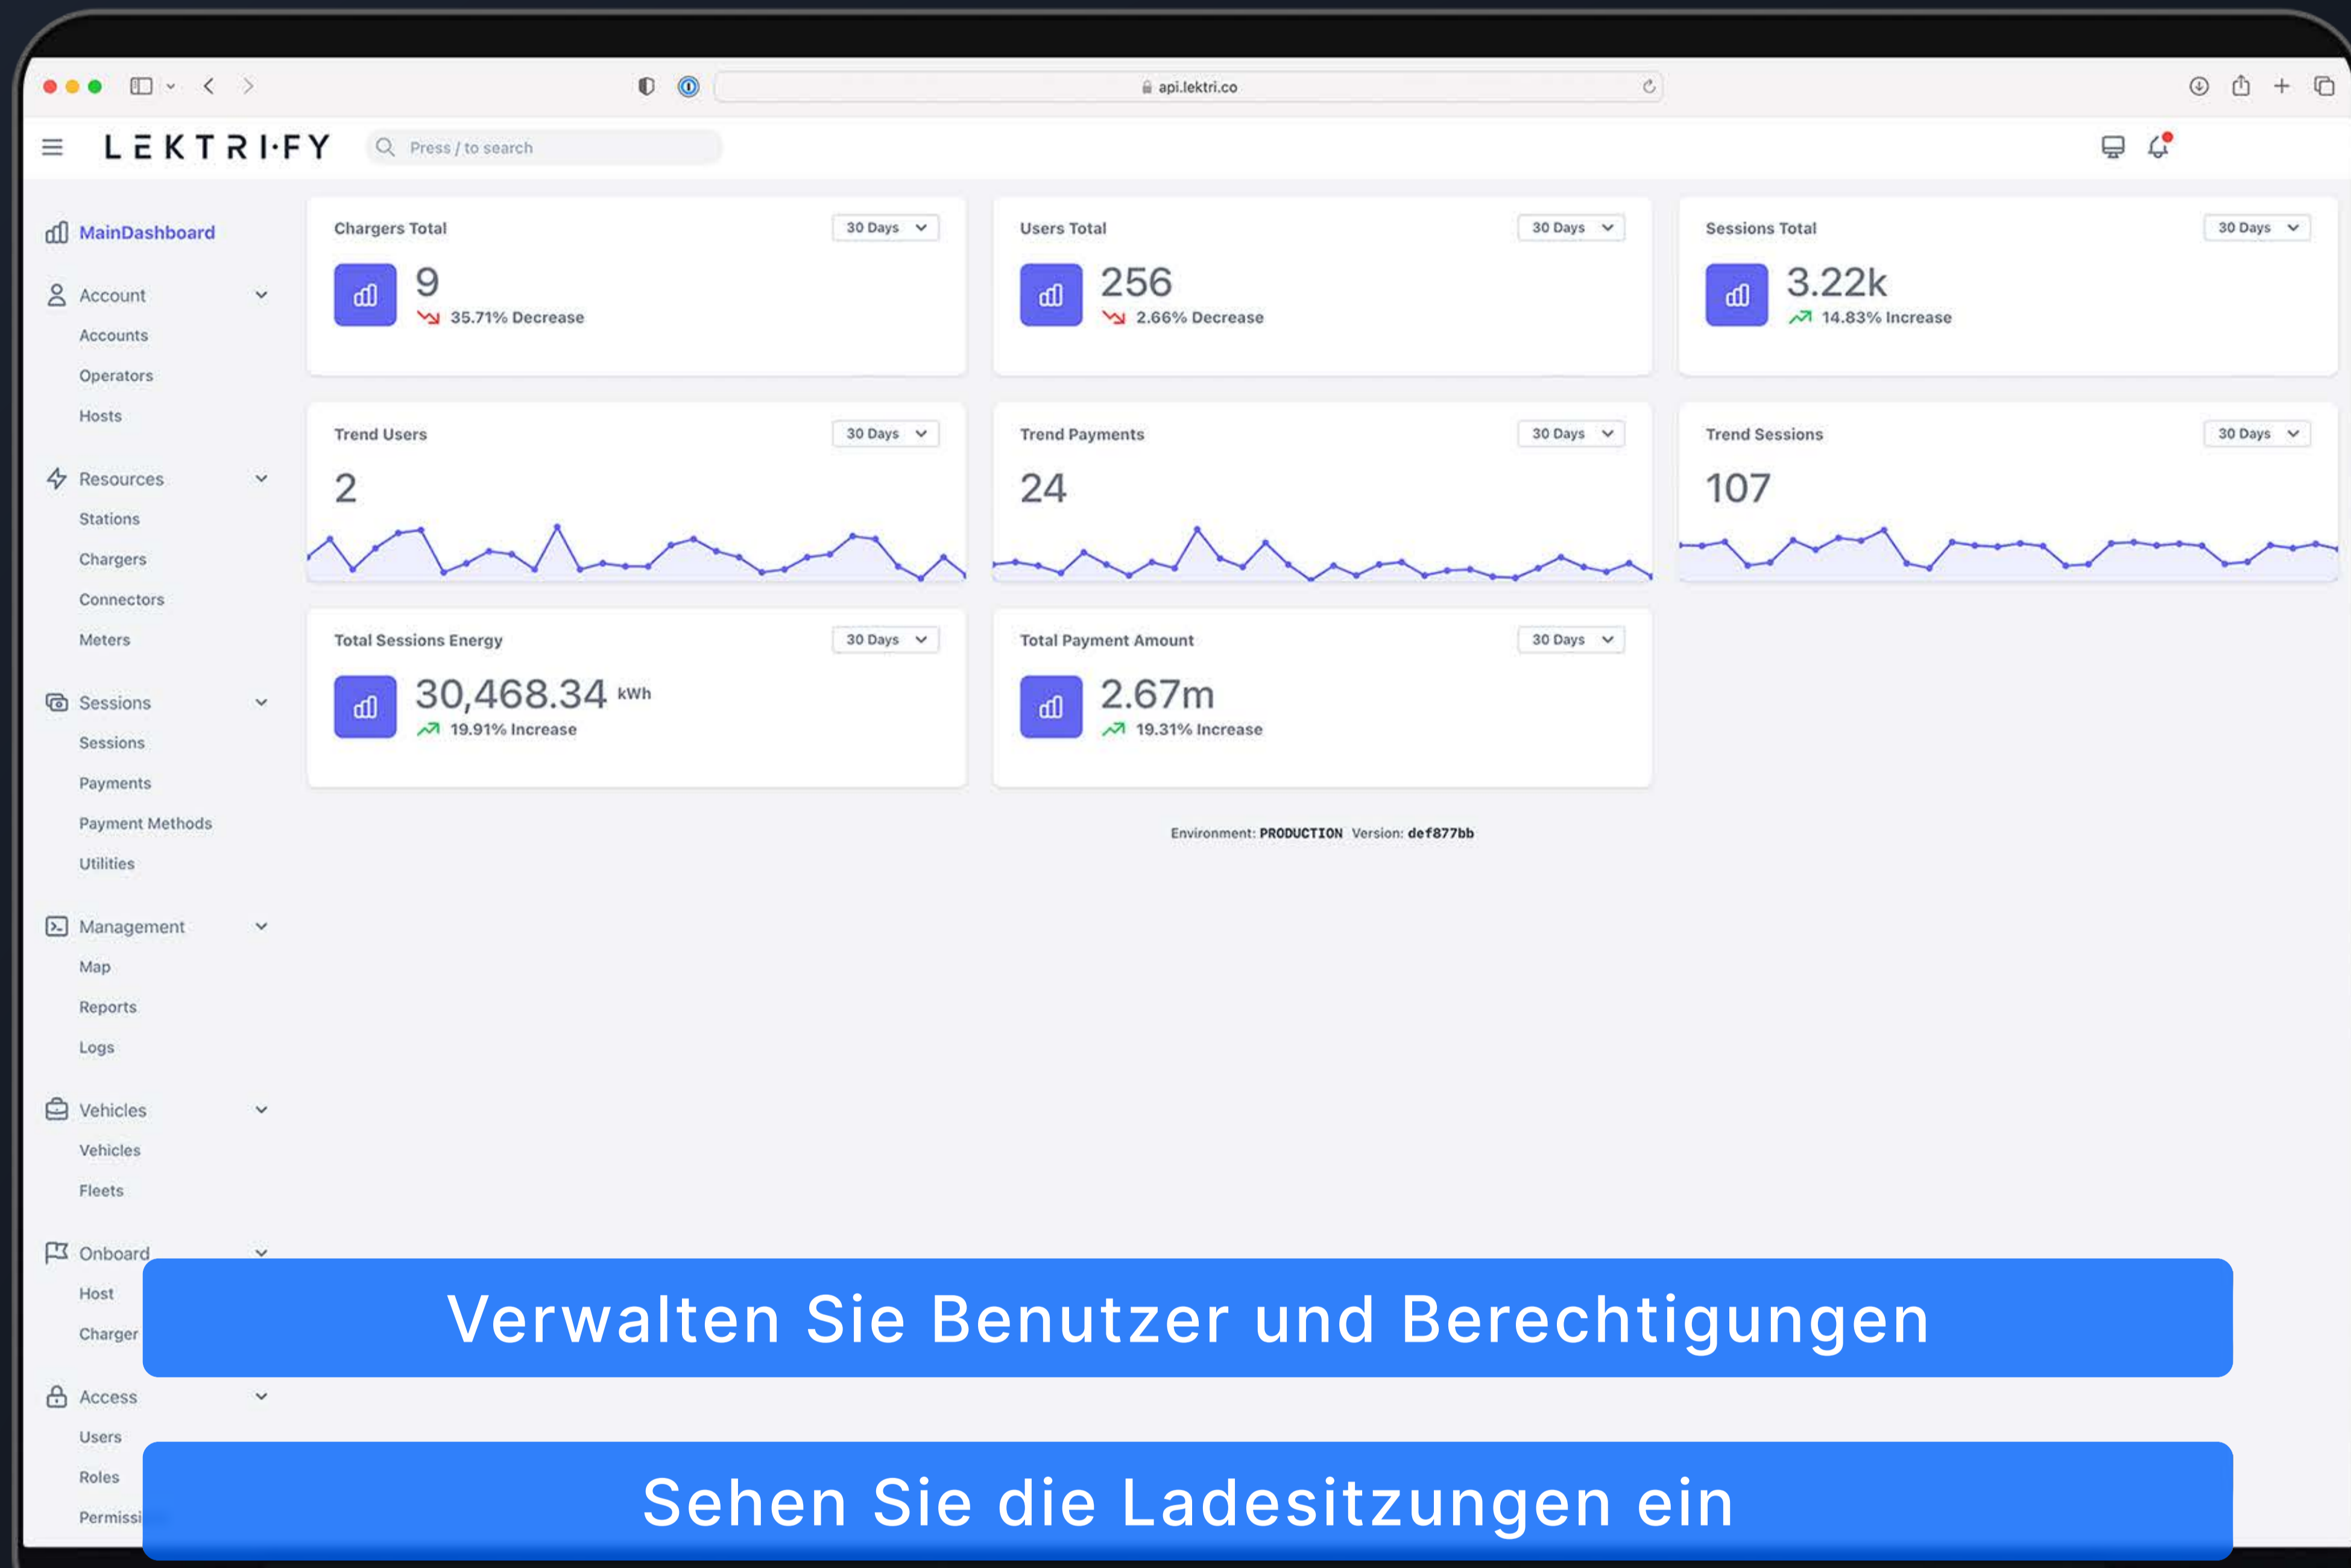 api.lektri.co
LEKTRI·FY
Press / to search
MainDashboard
Account
Accounts
Operators
Hosts
Resources
Stations
Chargers
Connectors
Meters
Sessions
Sessions
Payments
Payment Methods
Utilities
Management
Map
Reports
Logs
Vehicles
Vehicles
Fleets
Onboard
Host
Charger
Access
Users
Roles
Permissi
Chargers Total
30 Days
9
35.71% Decrease
Users Total
30 Days
256
2.66% Decrease
Sessions Total
30 Days
3.22k
14.83% Increase
Trend Users
30 Days
2
Trend Payments
30 Days
24
Trend Sessions
30 Days
107
Total Sessions Energy
30 Days
30,468.34 kWh
19.91% Increase
Total Payment Amount
30 Days
2.67m
19.31% Increase
Environment: PRODUCTION Version: def877bb
Verwalten Sie Benutzer und Berechtigungen
Sehen Sie die Ladesitzungen ein